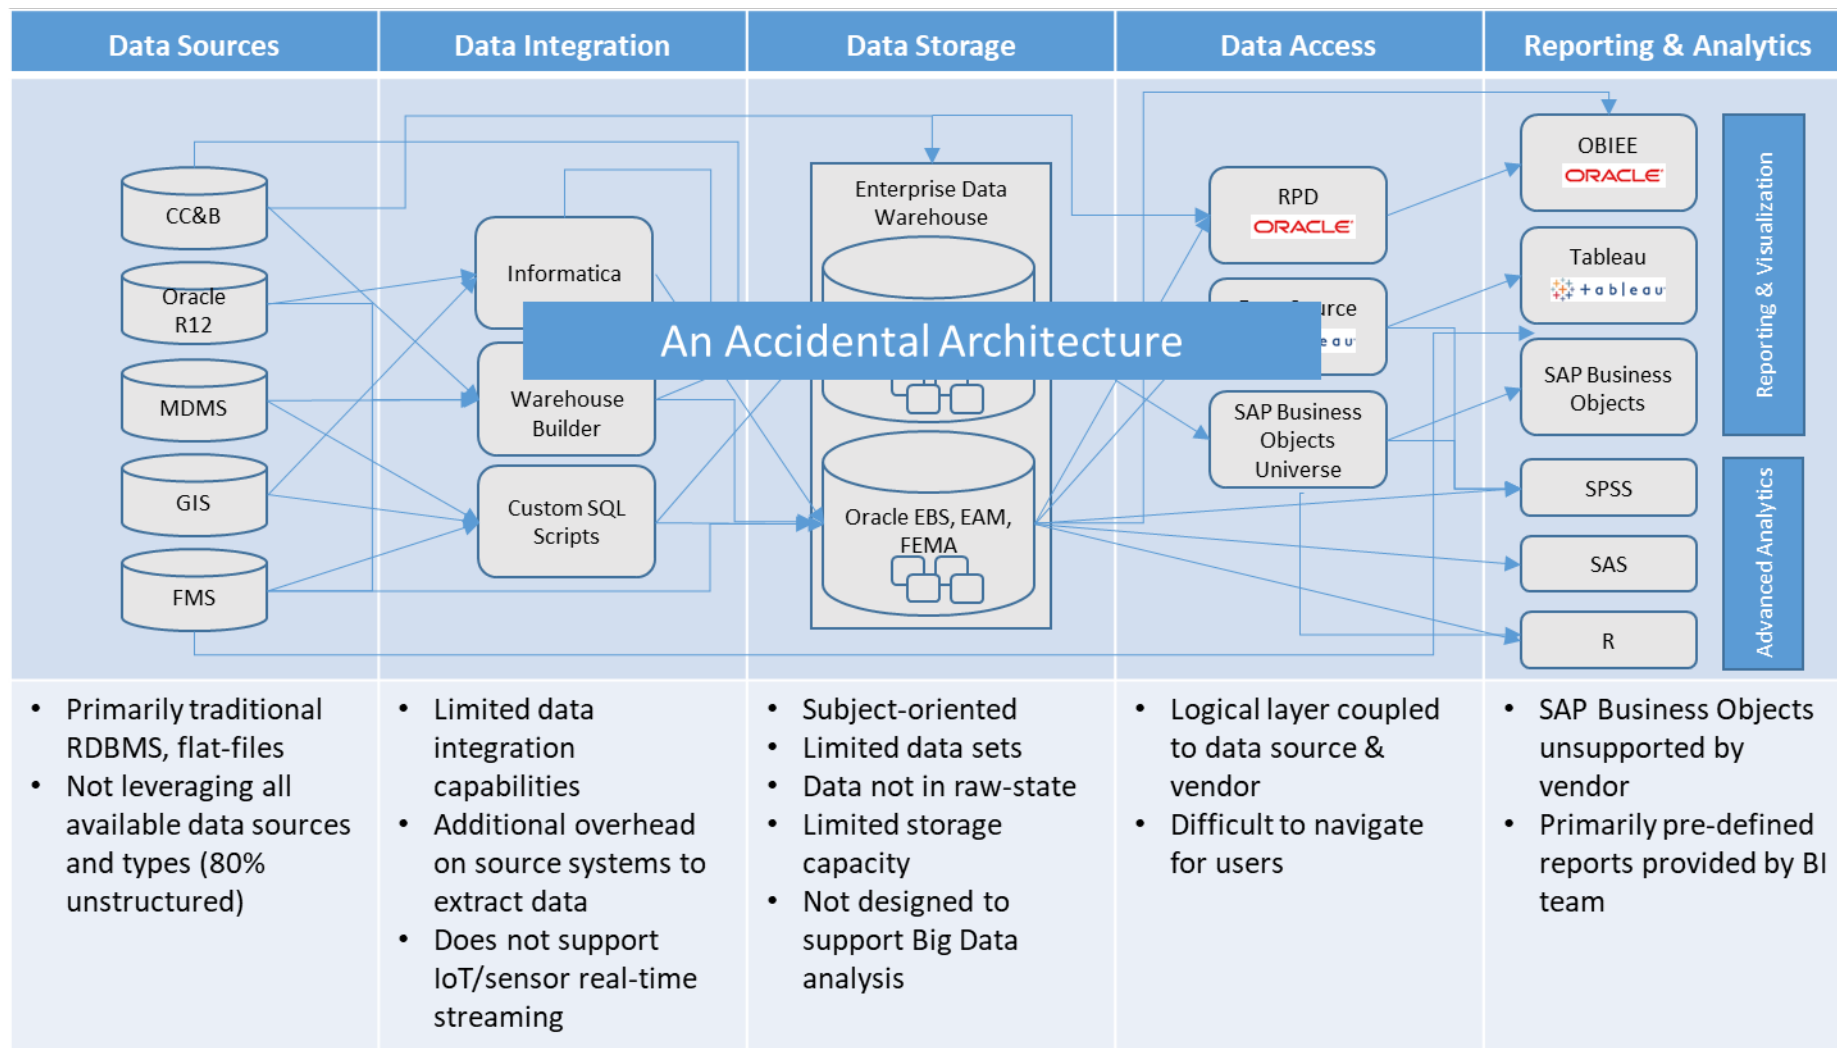 Data Sources
Data Integration
Data Storage
Data Access
Reporting & Analytics
CC&B
Oracle
R12
MDMS
GIS
FMS
Informatica
Warehouse
Builder
Custom SQL
Scripts
Enterprise Data
Warehouse
Oracle EBS, EAM,
FEMA
An Accidental Architecture
RPD
ORACLE
eau
SAP Business
Objects
Universe
OBIEE
ORACLE
Tableau
+ a b l e a u
SAP Business
Objects
SPSS
SAS
R
Reporting & Visualization
Advanced Analytics
• Primarily traditional
RDBMS, flat-files
• Not leveraging all
available data sources
and types (80%
unstructured)
• Limited data
integration
capabilities
• Additional overhead
on source systems to
extract data
• Does not support
IoT/sensor real-time
streaming
• Subject-oriented
• Limited data sets
• Data not in raw-state
• Limited storage
capacity
• Not designed to
support Big Data
analysis
• Logical layer coupled
to data source &
vendor
• Difficult to navigate
for users
• SAP Business Objects
unsupported by
vendor
• Primarily pre-defined
reports provided by BI
team